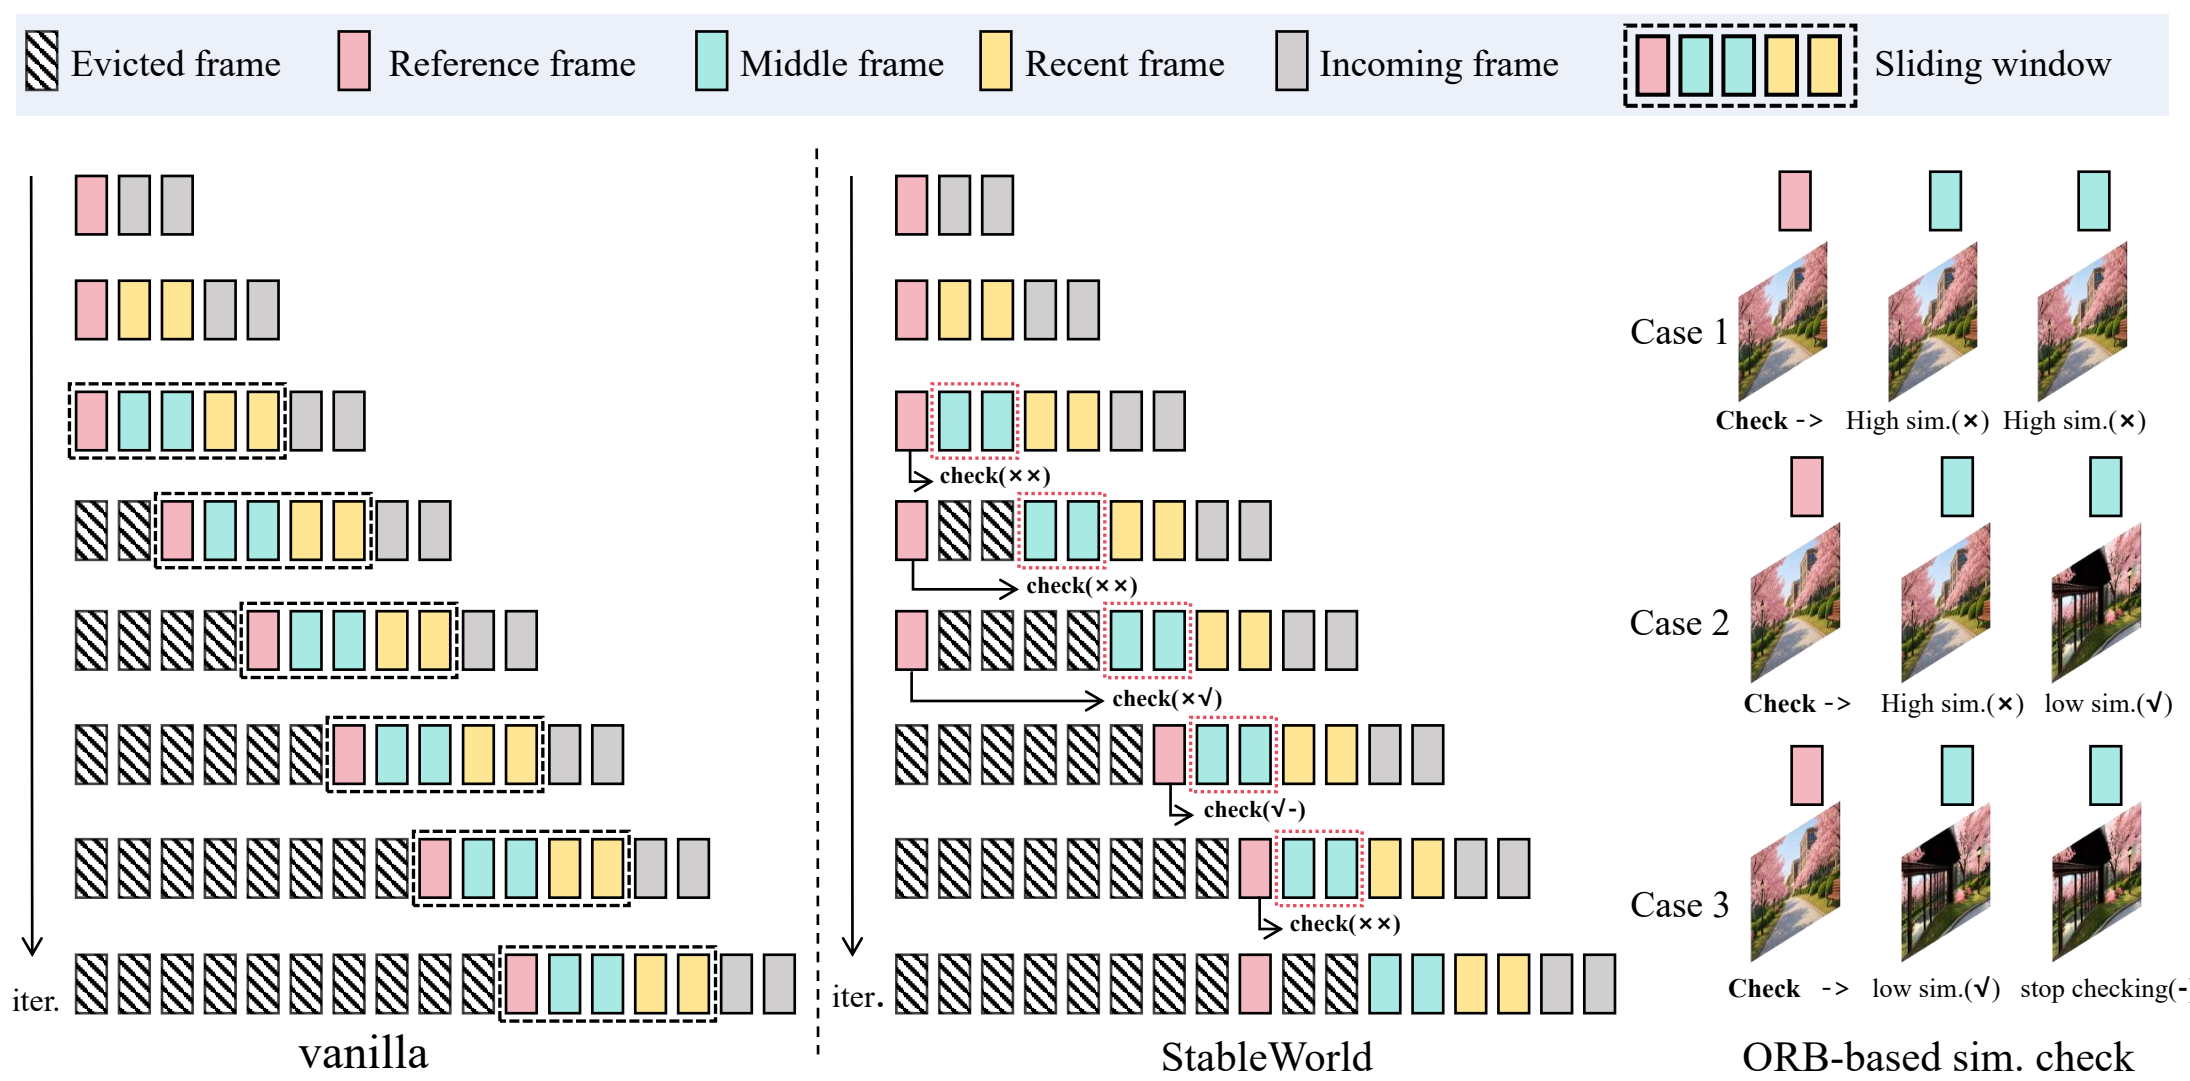 Evicted frame
Reference frame
Middle frame
Recent frame
Incoming frame
Sliding window
check(××)
check(××)
check(×√)
check(√-)
check(××)
iter.
vanilla
iter.
StableWorld
Case 1
Check -> High sim.(×) High sim.(×)
Case 2
Check -> High sim.(×) low sim.(√)
Case 3
Check -> low sim.(√) stop checking(-)
ORB-based sim. check